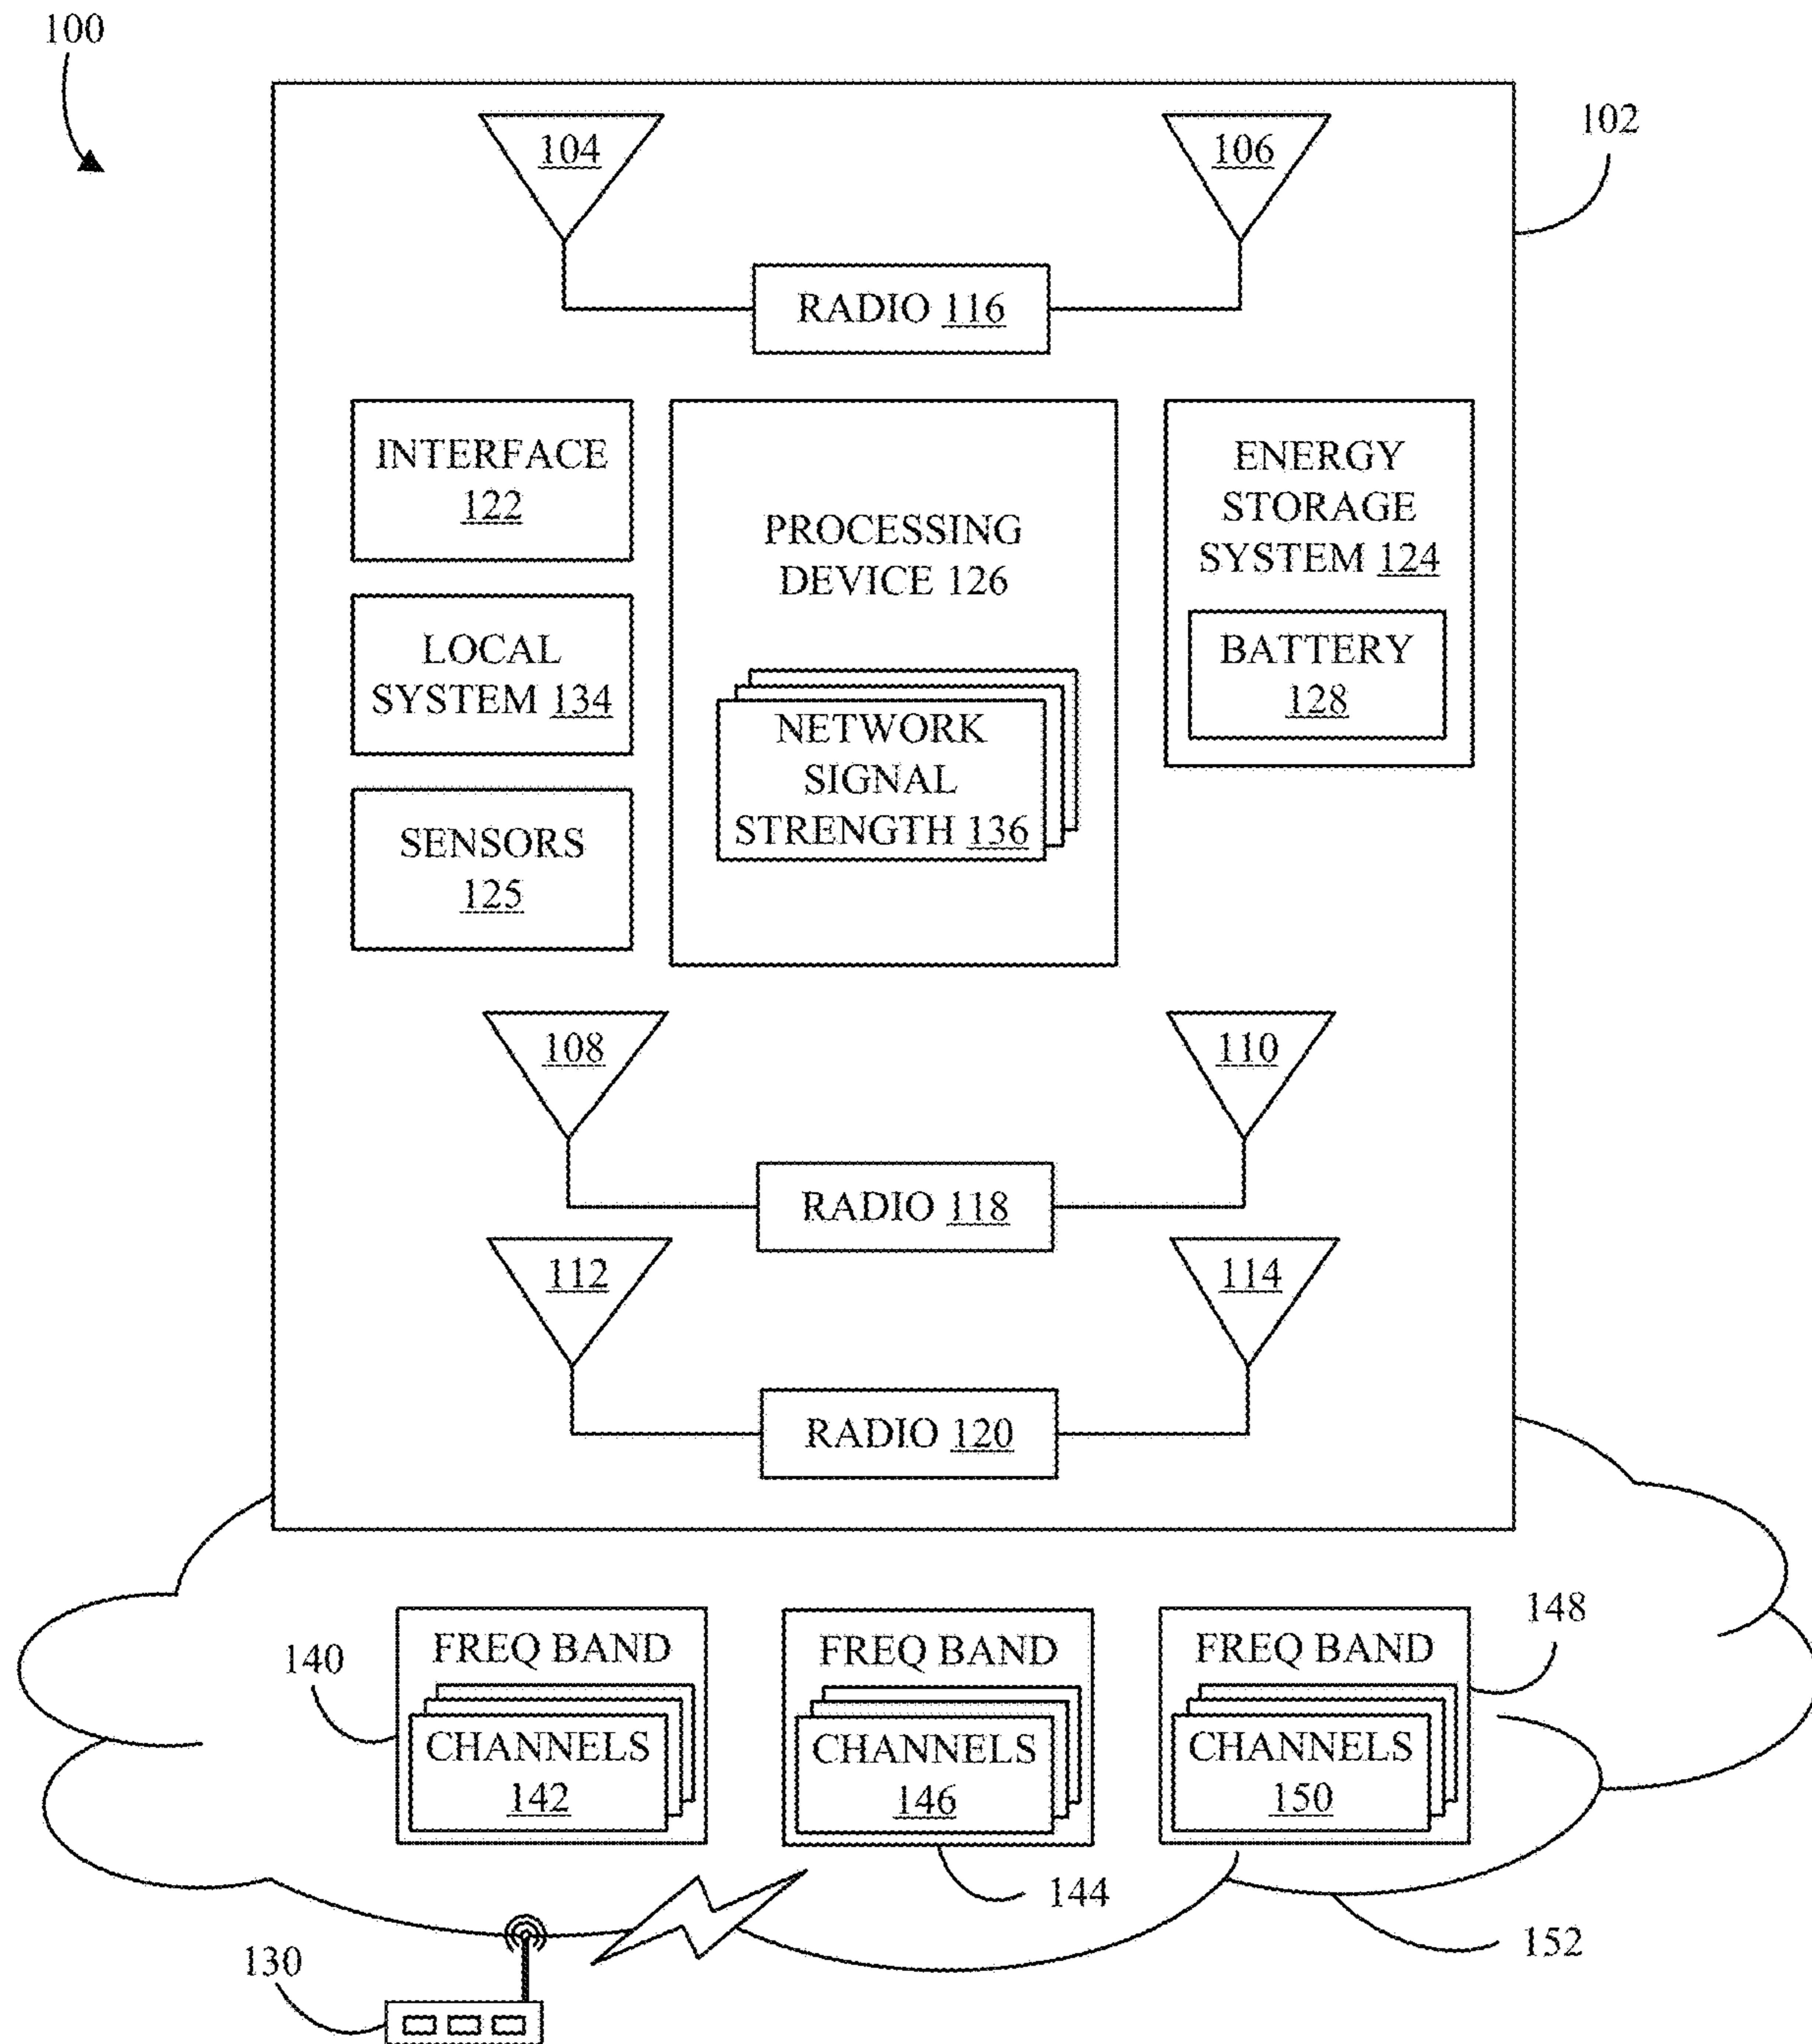 100
102
104
106
RADIO 116
INTERFACE
122
PROCESSING
DEVICE 126
ENERGY
STORAGE
SYSTEM 124
BATTERY
128
LOCAL
SYSTEM 134
NETWORK
SIGNAL
STRENGTH 136
SENSORS
125
108
110
RADIO 118
112
114
RADIO 120
140
FREQ BAND
CHANNELS
142
FREQ BAND
CHANNELS
146
144
FREQ BAND
CHANNELS
150
148
152
130